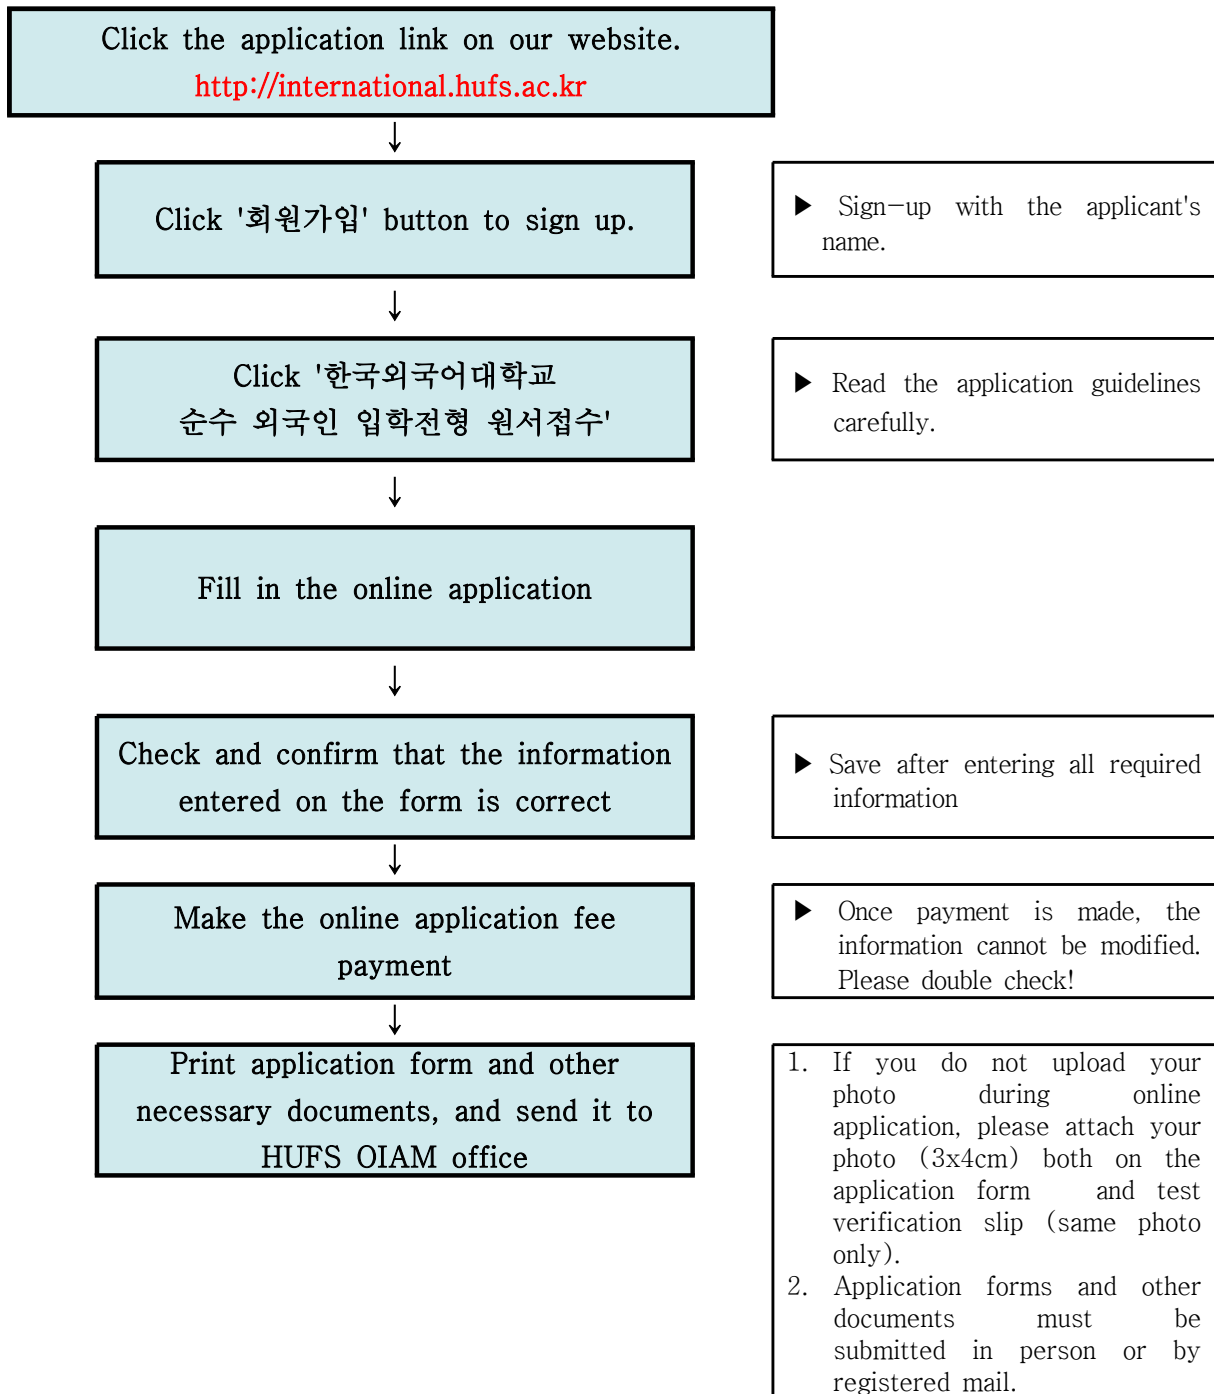 Click the application link on our website.
http://international.hufs.ac.kr
↓
Click '회원가입' button to sign up.
▶ Sign-up with the applicant's
name.
↓
Click '한국외국어대학교
순수 외국인 입학전형 원서접수'
▶ Read the application guidelines
carefully.
↓
Fill in the online application
↓
Check and confirm that the information
entered on the form is correct
▶ Save after entering all required
information
↓
Make the online application fee
payment
▶ Once payment is made, the
information cannot be modified.
Please double check!
↓
Print application form and other
necessary documents, and send it to
HUFS OIAM office
1. If you do not upload your
photo during online
application, please attach your
photo (3x4cm) both on the
application form and test
verification slip (same photo
only).
2. Application forms and other
documents must be
submitted in person or by
registered mail.